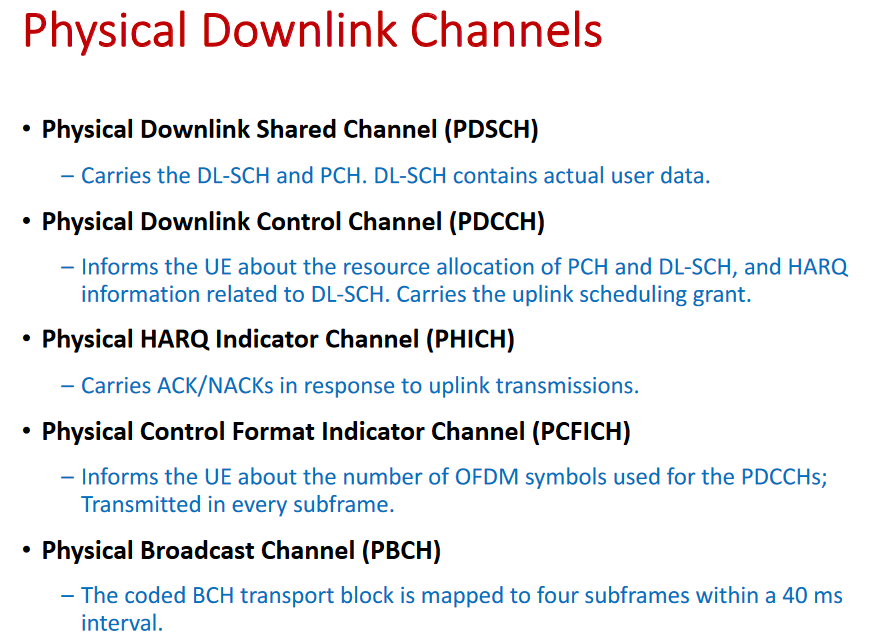 Physical Downlink Channels
• Physical Downlink Shared Channel (PDSCH)
– Carries the DL-SCH and PCH. DL-SCH contains actual user data.
• Physical Downlink Control Channel (PDCCH)
– Informs the UE about the resource allocation of PCH and DL-SCH, and HARQ
information related to DL-SCH. Carries the uplink scheduling grant.
• Physical HARQ Indicator Channel (PHICH)
– Carries ACK/NACKs in response to uplink transmissions.
• Physical Control Format Indicator Channel (PCFICH)
– Informs the UE about the number of OFDM symbols used for the PDCCHs;
Transmitted in every subframe.
• Physical Broadcast Channel (PBCH)
– The coded BCH transport block is mapped to four subframes within a 40 ms
interval.